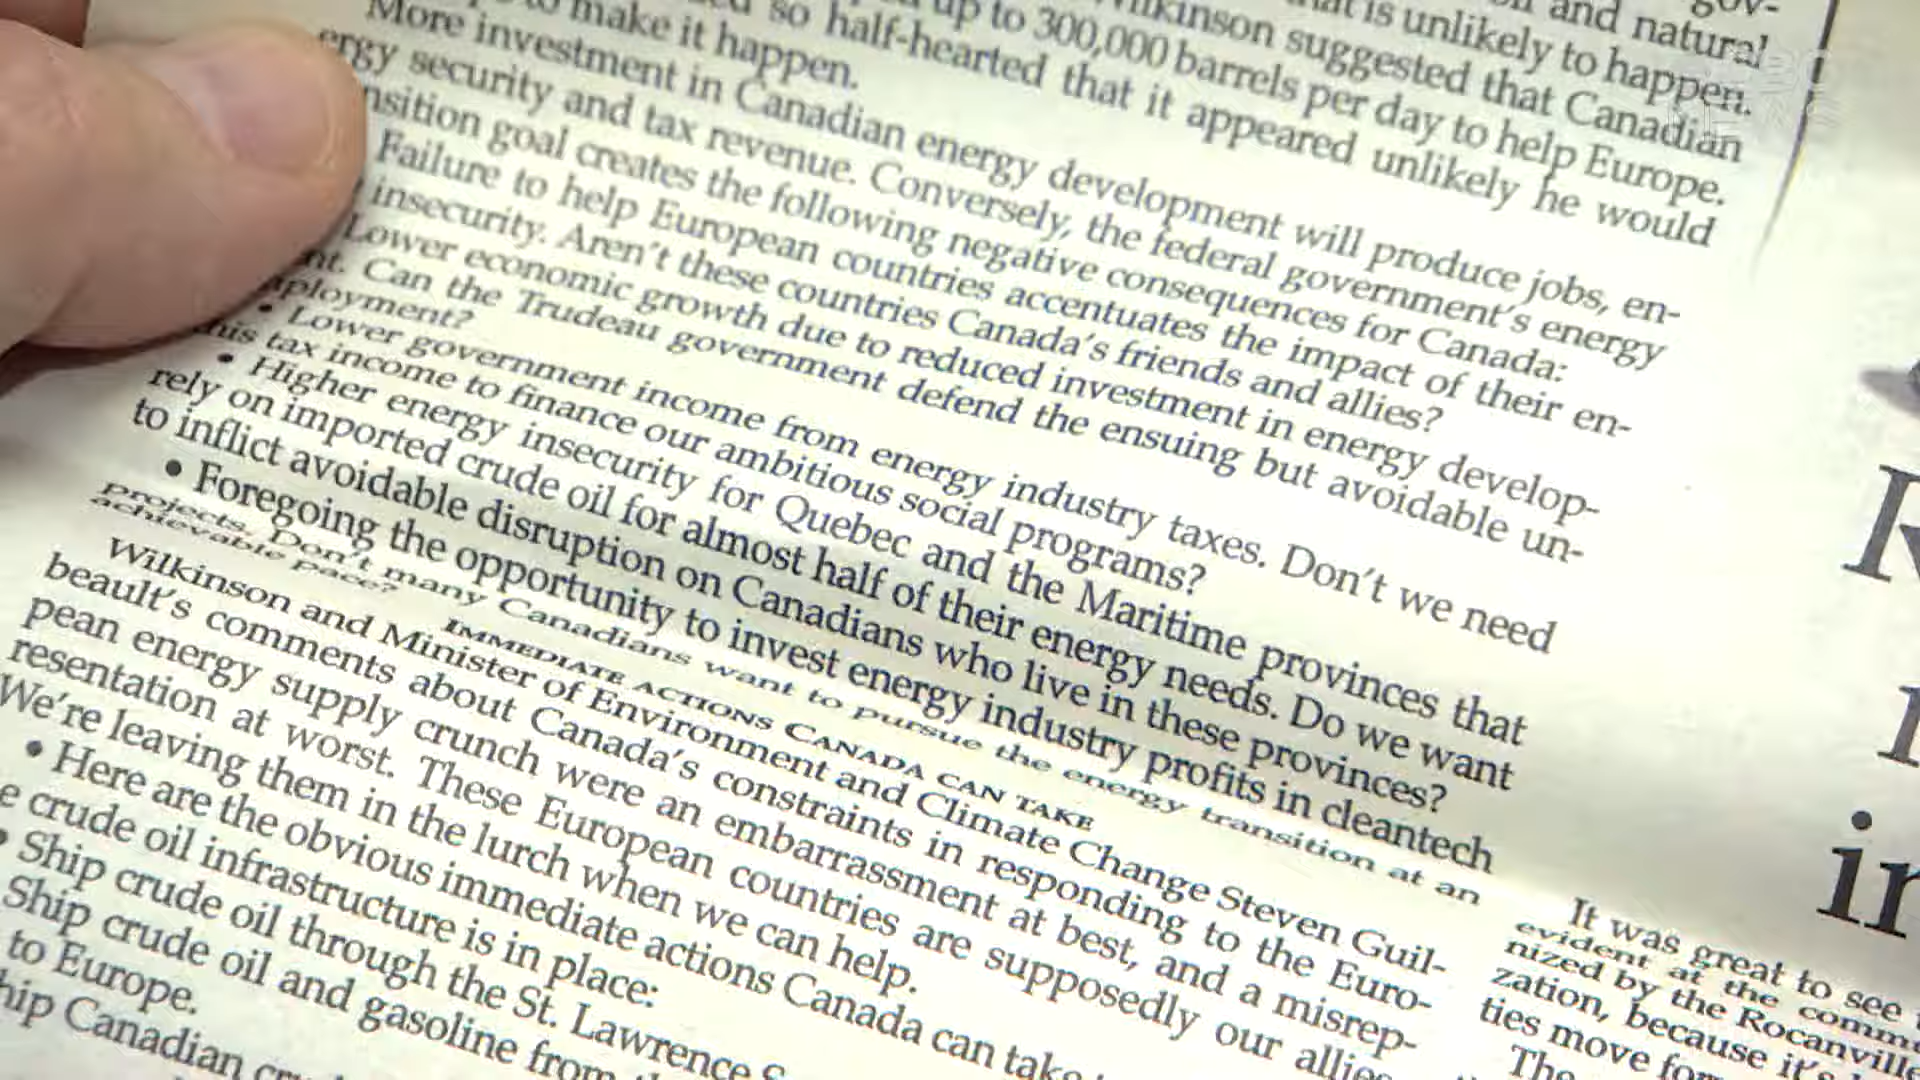 gov-
and natural
is unlikely to happen.
suggested that Canadian
up to 300,000 barrels per day to help Europe.
so half-hearted that it appeared unlikely he would
to make it happen.
More investment in Canadian energy development will produce jobs, en-
ergy security and tax revenue. Conversely, the federal government's energy
nsition goal creates the following negative consequences for Canada:
Failure to help European countries accentuates the impact of their en-
insecurity. Aren't these countries Canada's friends and allies?
Lower economic growth due to reduced investment in energy develop-
nt. Can the Trudeau government defend the ensuing but avoidable un-
ployment?
• Lower government income from energy industry taxes. Don't we need
this tax income to finance our ambitious social programs?
• Higher energy insecurity for Quebec and the Maritime provinces that
rely on imported crude oil for almost half of their energy needs. Do we want
to inflict avoidable disruption on Canadians who live in these provinces?
• Foregoing the opportunity to invest energy industry profits in cleantech
projects. Don't many Canadians want to pursue the energy transition at an
achievable pace?
IMMEDIATE ACTIONS CANADA CAN TAKE
Wilkinson and Minister of Environment and Climate Change Steven Guil-
beault's comments about Canada's constraints in responding to the Euro-
pean energy supply crunch were an embarrassment at best, and a misrep-
resentation at worst. These European countries are supposedly our allies
We're leaving them in the lurch when we can help.
• Here are the obvious immediate actions Canada can take
e crude oil infrastructure is in place:
• Ship crude oil through the St. Lawrence
Ship crude oil and gasoline from
to Europe.
hip Canadian
It was great to see
evident at the
nized by the Rocanville
zation, because it's
ties move
The
in
CBC
NEWS